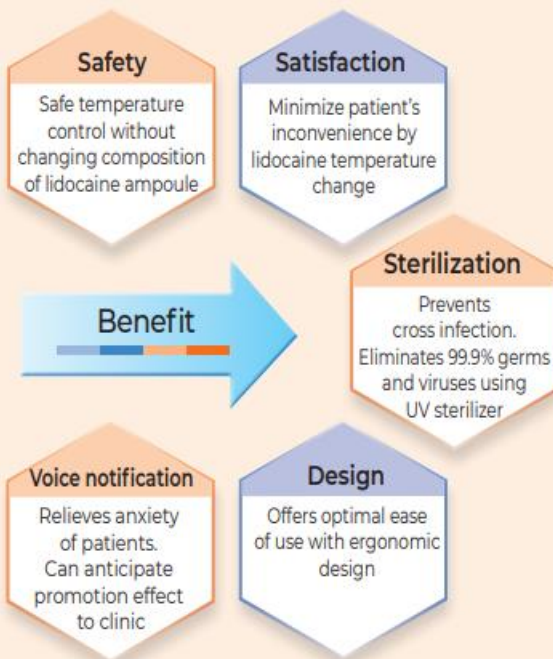 Safety
Safe temperature
control without
changing composition
of lidocaine ampoule
Satisfaction
Minimize patient's
inconvenience by
lidocaine temperature
change
Benefit
Sterilization
Prevents
cross infection.
Eliminates 99.9% germs
and viruses using
UV sterilizer
Voice notification
Relieves anxiety
of patients.
Can anticipate
promotion effect
to clinic
Design
Offers optimal ease
of use with ergonomic
design